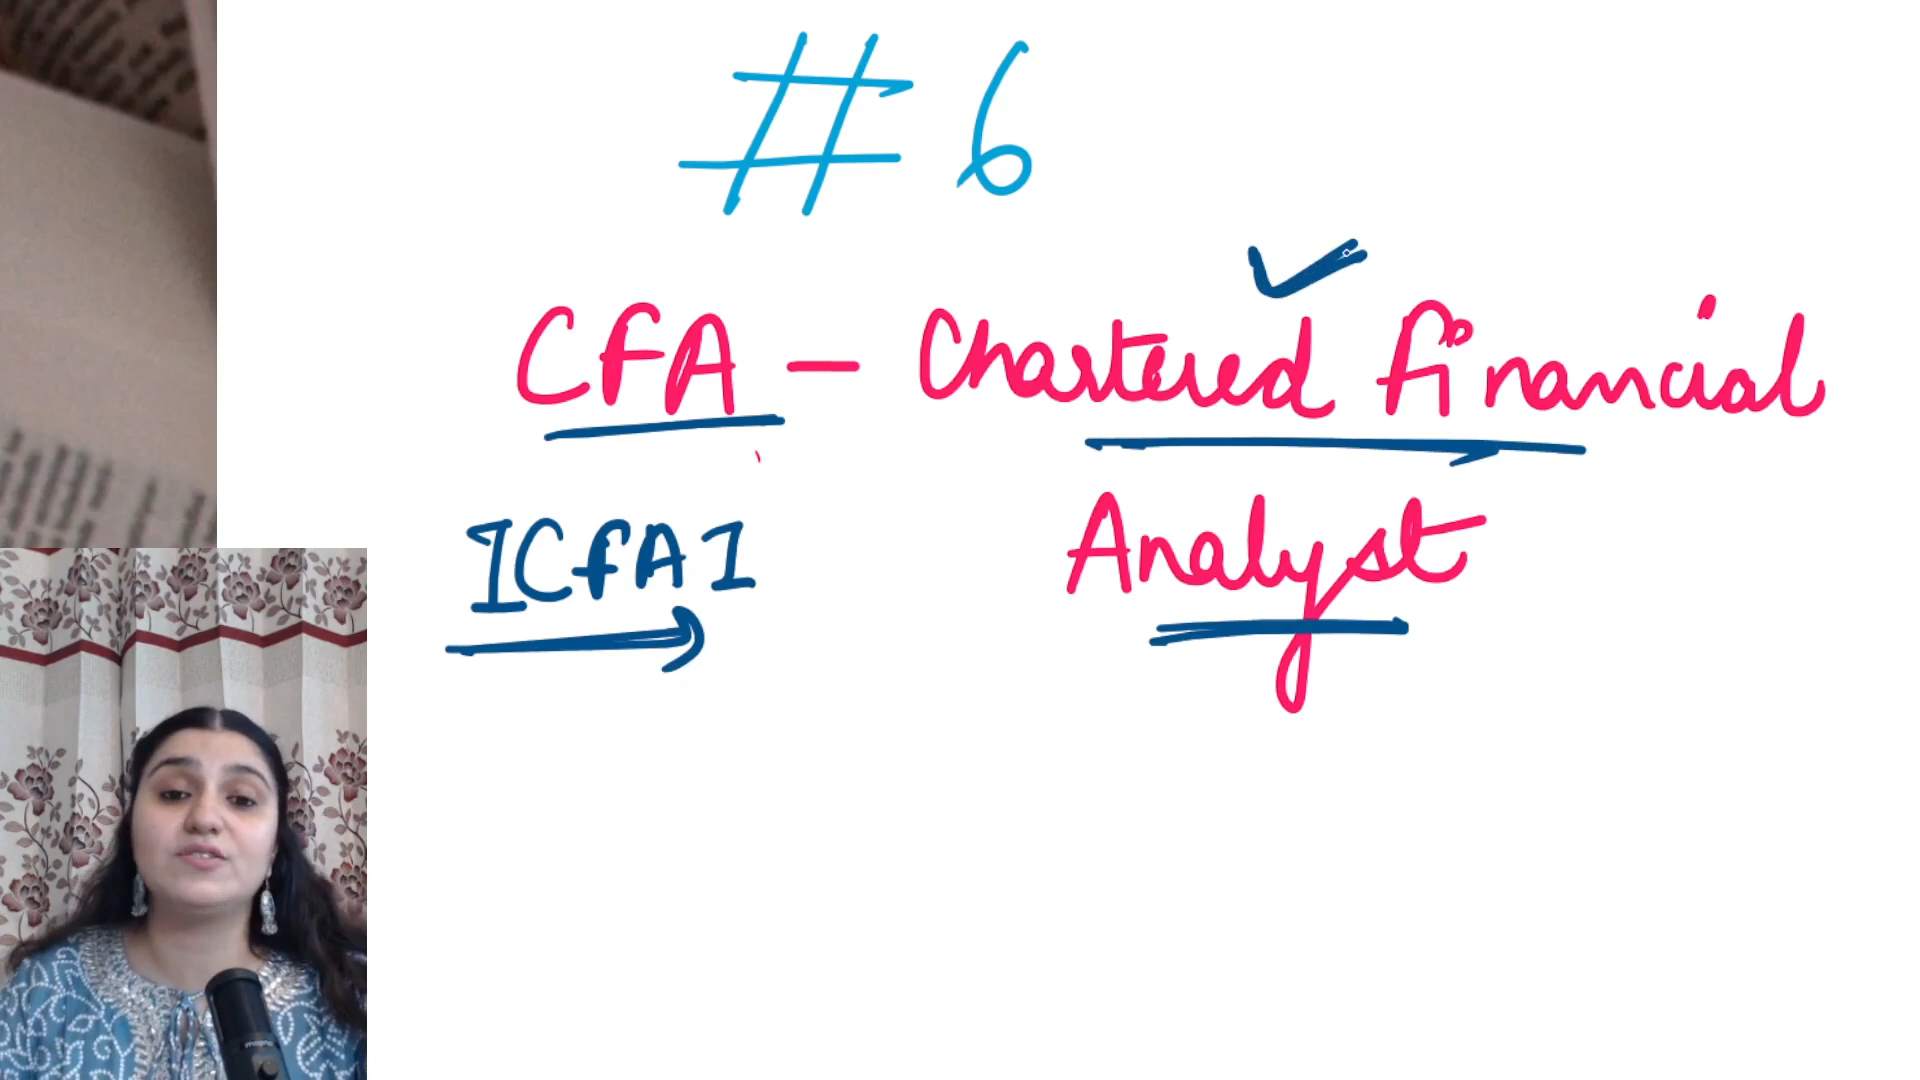 # 6
CFA - Chartered Financial
ICFAI
Analyst